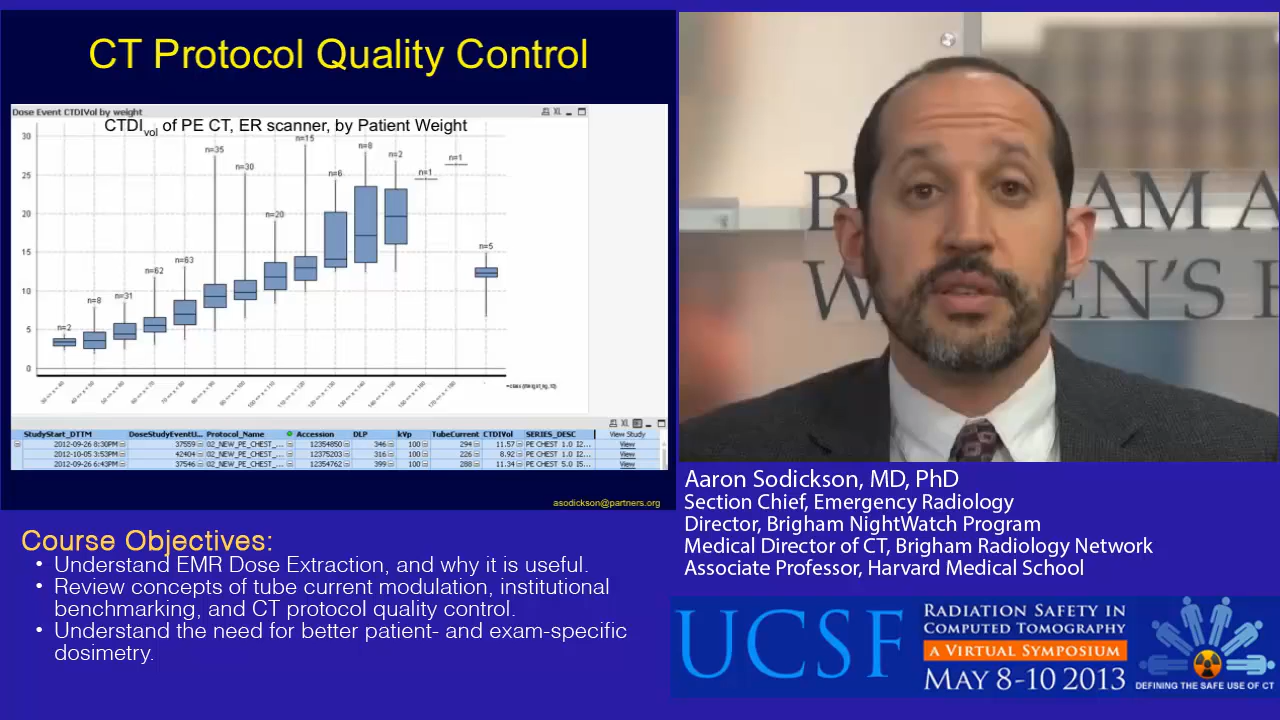 CT Protocol Quality Control
Dose Event CTDIVol by weight
CTDIvol of PE CT, ER scanner, by Patient Weight
30
25
20
15
10
5
0
n=2
n=8
n=31
n=62
n=63
n=35
n=30
n=20
n=15
n=6
n=8
n=2
n=1
n=1
n=5
StudyStart_DTTM DoseStudyEventU... Protocol_Name Accession DLP kVp TubeCurrent CTDIVol SERIES_DESC View Study
2012-09-26 8:30PM 37559 02_NEW_PE_CHEST_... 12354850 346 100 294 11.57 PE CHEST 1.0 I2... View
2012-10-05 3:53PM 42404 02_NEW_PE_CHEST_... 12375203 316 100 226 8.92 PE CHEST 1.0 I2... View
2012-09-26 6:43PM 37546 02_NEW_PE_CHEST_... 12354762 399 100 288 11.34 PE CHEST 5.0 I5... View
asodickson@partners.org
Course Objectives:
• Understand EMR Dose Extraction, and why it is useful.
• Review concepts of tube current modulation, institutional
benchmarking, and CT protocol quality control.
• Understand the need for better patient- and exam-specific
dosimetry.
Aaron Sodickson, MD, PhD
Section Chief, Emergency Radiology
Director, Brigham NightWatch Program
Medical Director of CT, Brigham Radiology Network
Associate Professor, Harvard Medical School
UCSF
RADIATION SAFETY IN
COMPUTED TOMOGRAPHY
A VIRTUAL SYMPOSIUM
MAY 8-10 2013
DEFINING THE SAFE USE OF CT